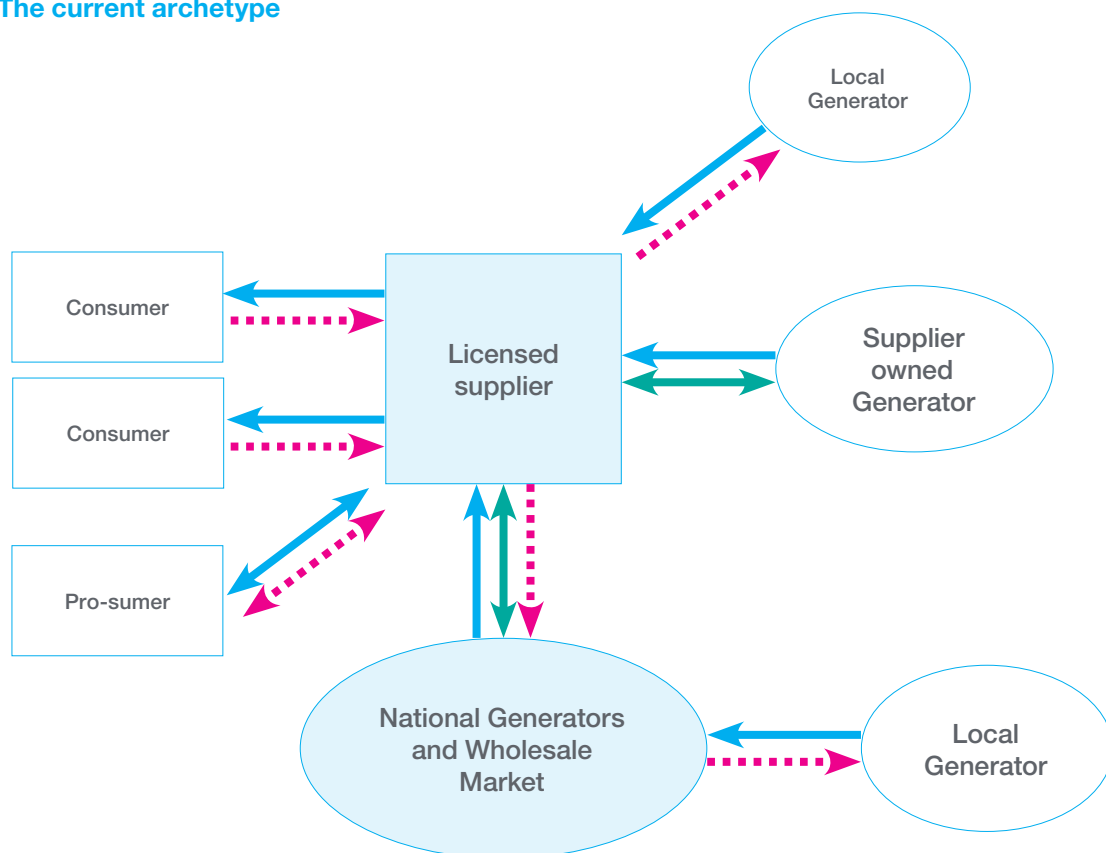 The current archetype
Local
Generator
Consumer
Licensed
supplier
Supplier
owned
Generator
Consumer
Pro-sumer
National Generators
and Wholesale
Market
Local
Generator